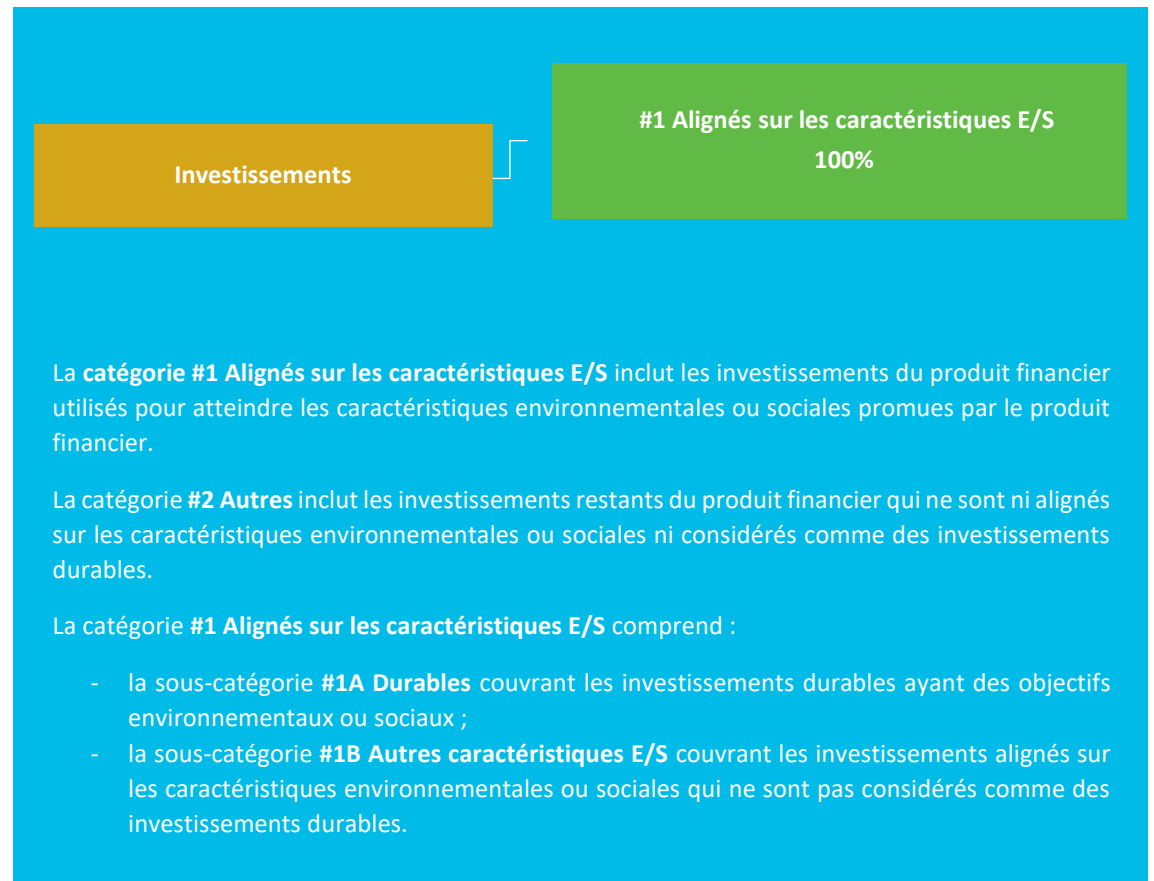 #1 Alignés sur les caractéristiques E/S
100%
Investissements
La catégorie #1 Alignés sur les caractéristiques E/S inclut les investissements du produit financier
utilisés pour atteindre les caractéristiques environnementales ou sociales promues par le produit
financier.
La catégorie #2 Autres inclut les investissements restants du produit financier qui ne sont ni alignés
sur les caractéristiques environnementales ou sociales ni considérés comme des investissements
durables.
La catégorie #1 Alignés sur les caractéristiques E/S comprend :
- la sous-catégorie #1A Durables couvrant les investissements durables ayant des objectifs
environnementaux ou sociaux ;
- la sous-catégorie #1B Autres caractéristiques E/S couvrant les investissements alignés sur
les caractéristiques environnementales ou sociales qui ne sont pas considérés comme des
investissements durables.